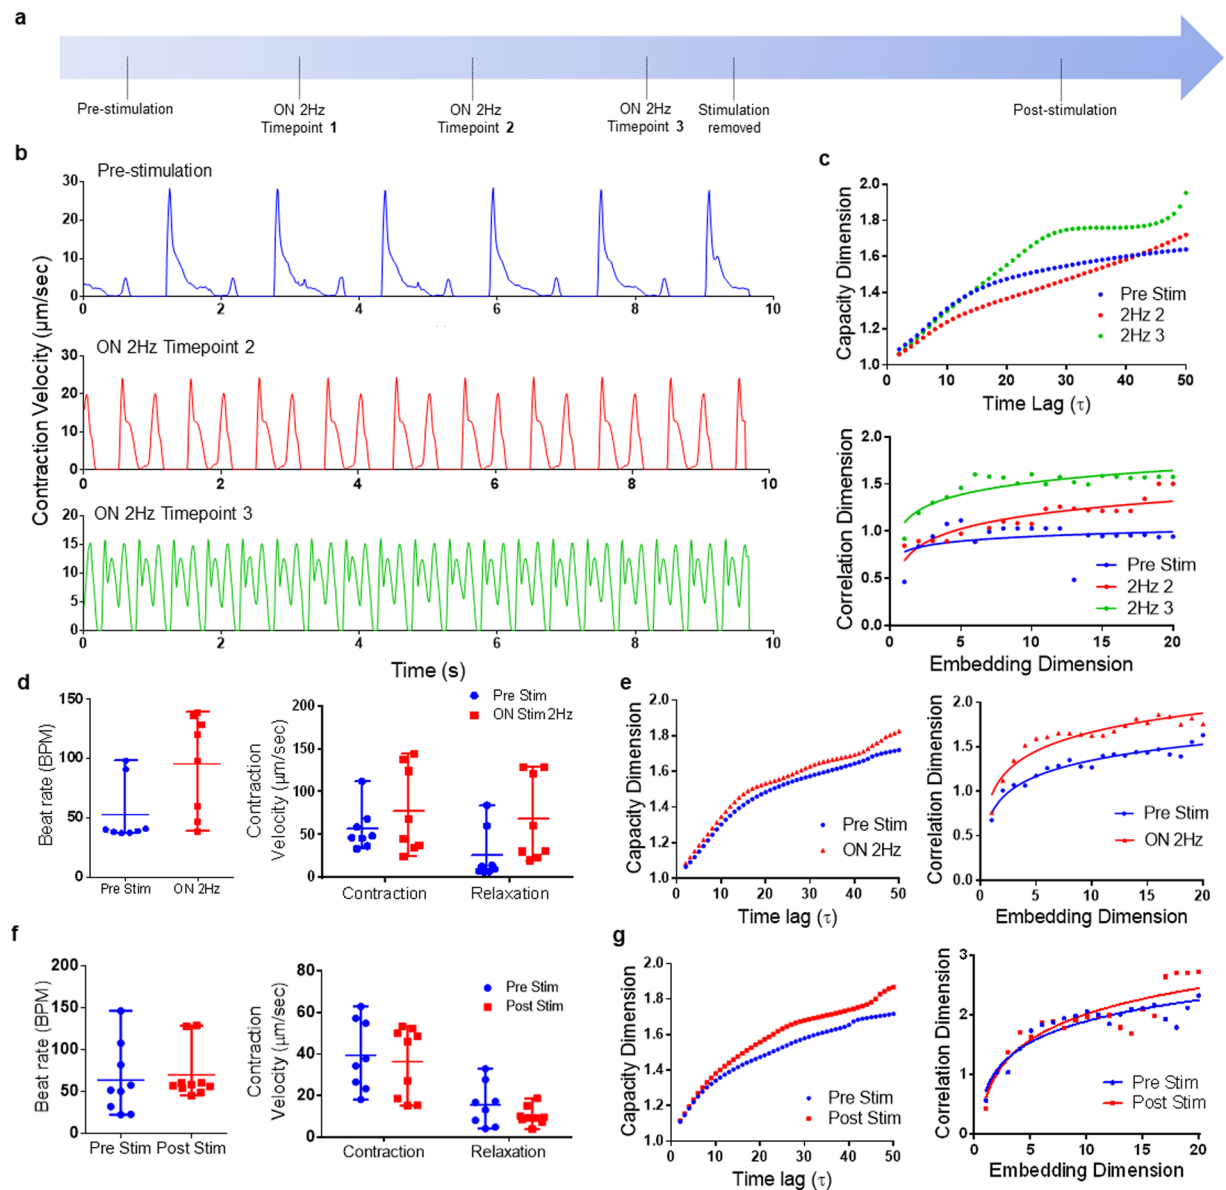 a
Pre-stimulation
ON 2Hz
Timepoint 1
ON 2Hz
Timepoint 2
ON 2Hz
Timepoint 3
Stimulation
removed
Post-stimulation
b
Contraction Velocity (μm/sec)
Pre-stimulation
30
20
10
0
0 2 4 6 8 10
ON 2Hz Timepoint 2
30
20
10
0
0 2 4 6 8 10
ON 2Hz Timepoint 3
20
15
10
5
0
0 2 4 6 8 10
Time (s)
c
Capacity Dimension
2.0
1.8
1.6
1.4
1.2
1.0
Pre Stim
2Hz 2
2Hz 3
0 10 20 30 40 50
Time Lag (τ)
Correlation Dimension
2.0
1.5
1.0
0.5
0.0
Pre Stim
2Hz 2
2Hz 3
0 5 10 15 20
Embedding Dimension
d
Beat rate (BPM)
150
100
50
0
Pre Stim ON 2Hz
Contraction
Velocity (μm/sec)
200
150
100
50
0
Pre Stim
ON Stim 2Hz
Contraction Relaxation
e
Capacity Dimension
2.0
1.8
1.6
1.4
1.2
1.0
Pre Stim
ON 2Hz
0 10 20 30 40 50
Time lag (τ)
Correlation Dimension
2.0
1.5
1.0
0.5
0.0
Pre Stim
ON 2Hz
0 5 10 15 20
Embedding Dimension
f
Beat rate (BPM)
200
150
100
50
0
Pre Stim Post Stim
Contraction
Velocity (μm/sec)
80
60
40
20
0
Pre Stim
Post Stim
Contraction Relaxation
g
Capacity Dimension
2.0
1.8
1.6
1.4
1.2
1.0
Pre Stim
Post Stim
0 10 20 30 40 50
Time lag (τ)
Correlation Dimension
3
2
1
0
Pre Stim
Post Stim
0 5 10 15 20
Embedding Dimension